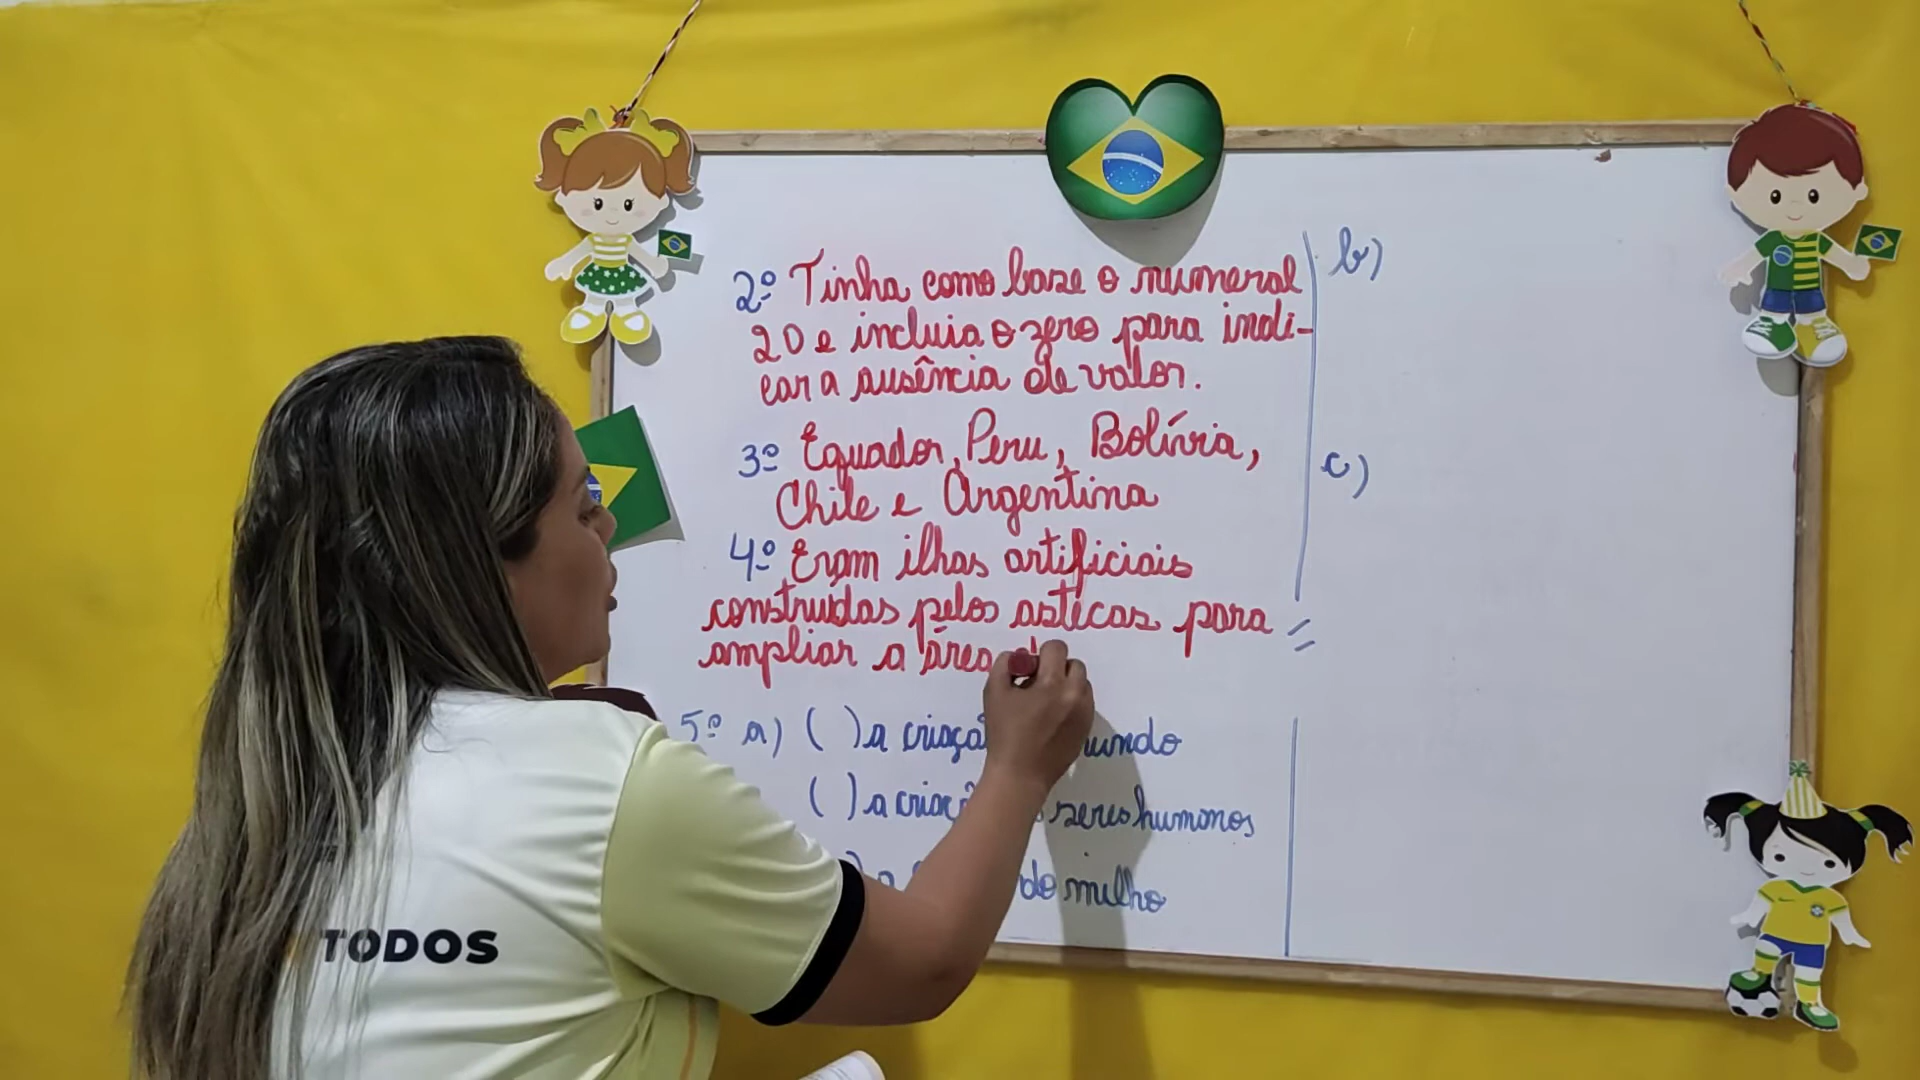 2º Tinha como base o numeral
20 e incluia o zero para indi-
car a ausência de valor.
3º Equador, Peru, Bolívia,
Chile e Argentina
4º Eram ilhas artificiais
construídas pelos astecas para
ampliar a área
5º a) ( ) a criação mundo
( ) a criação seres humanos
) a do milho
b)
c)
TODOS